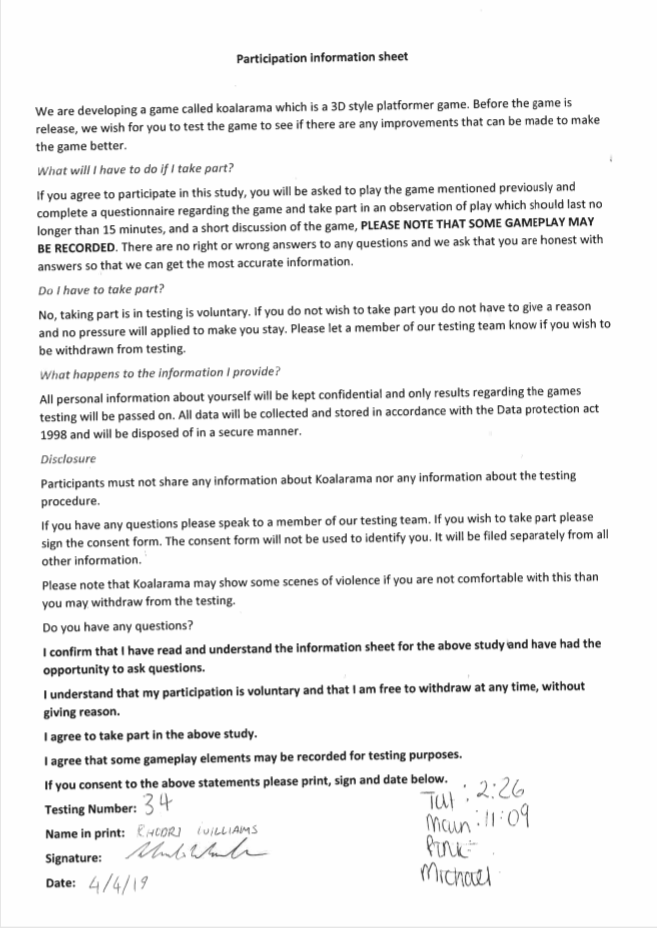 Participation information sheet
We are developing a game called koalarama which is a 3D style platformer game. Before the game is
release, we wish for you to test the game to see if there are any improvements that can be made to make
the game better.
What will I have to do if I take part?
If you agree to participate in this study, you will be asked to play the game mentioned previously and
complete a questionnaire regarding the game and take part in an observation of play which should last no
longer than 15 minutes, and a short discussion of the game, PLEASE NOTE THAT SOME GAMEPLAY MAY
BE RECORDED. There are no right or wrong answers to any questions and we ask that you are honest with
answers so that we can get the most accurate information.
Do I have to take part?
No, taking part is in testing is voluntary. If you do not wish to take part you do not have to give a reason
and no pressure will applied to make you stay. Please let a member of our testing team know if you wish to
be withdrawn from testing.
What happens to the information I provide?
All personal information about yourself will be kept confidential and only results regarding the games
testing will be passed on. All data will be collected and stored in accordance with the Data protection act
1998 and will be disposed of in a secure manner.
Disclosure
Participants must not share any information about Koalarama nor any information about the testing
procedure.
If you have any questions please speak to a member of our testing team. If you wish to take part please
sign the consent form. The consent form will not be used to identify you. It will be filed separately from all
other information.
Please note that Koalarama may show some scenes of violence if you are not comfortable with this than
you may withdraw from the testing.
Do you have any questions?
I confirm that I have read and understand the information sheet for the above study and have had the
opportunity to ask questions.
I understand that my participation is voluntary and that I am free to withdraw at any time, without
giving reason.
I agree to take part in the above study.
I agree that some gameplay elements may be recorded for testing purposes.
If you consent to the above statements please print, sign and date below.
Testing Number: 34
Name in print: WILLIAMS
Signature:
Date: 4/4/19
Tut: 2:26
Main: 11:09
Pink-
Michael